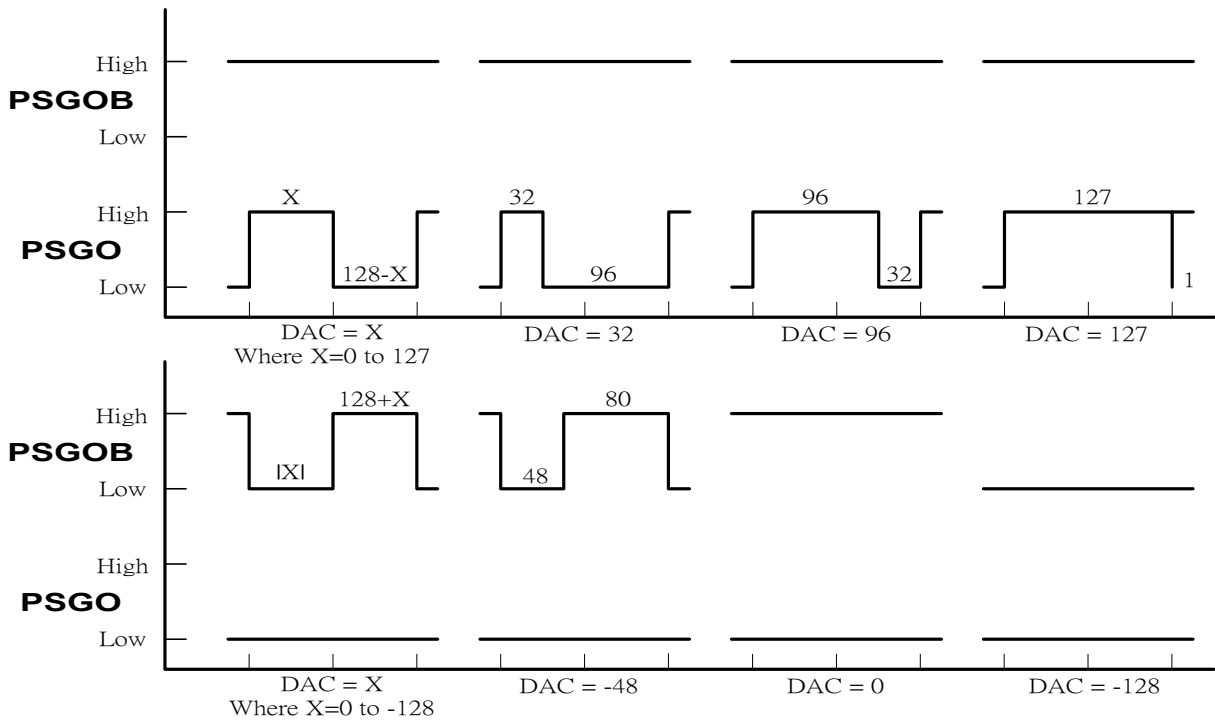 High
PSGOB
Low
X 32 96 127
High
PSGO
128-X 96 32 1
Low
DAC = X DAC = 32 DAC = 96 DAC = 127
Where X=0 to 127
128+X 80
High
PSGOB
|X| 48
Low
High
PSGO
Low
DAC = X DAC = -48 DAC = 0 DAC = -128
Where X=0 to -128